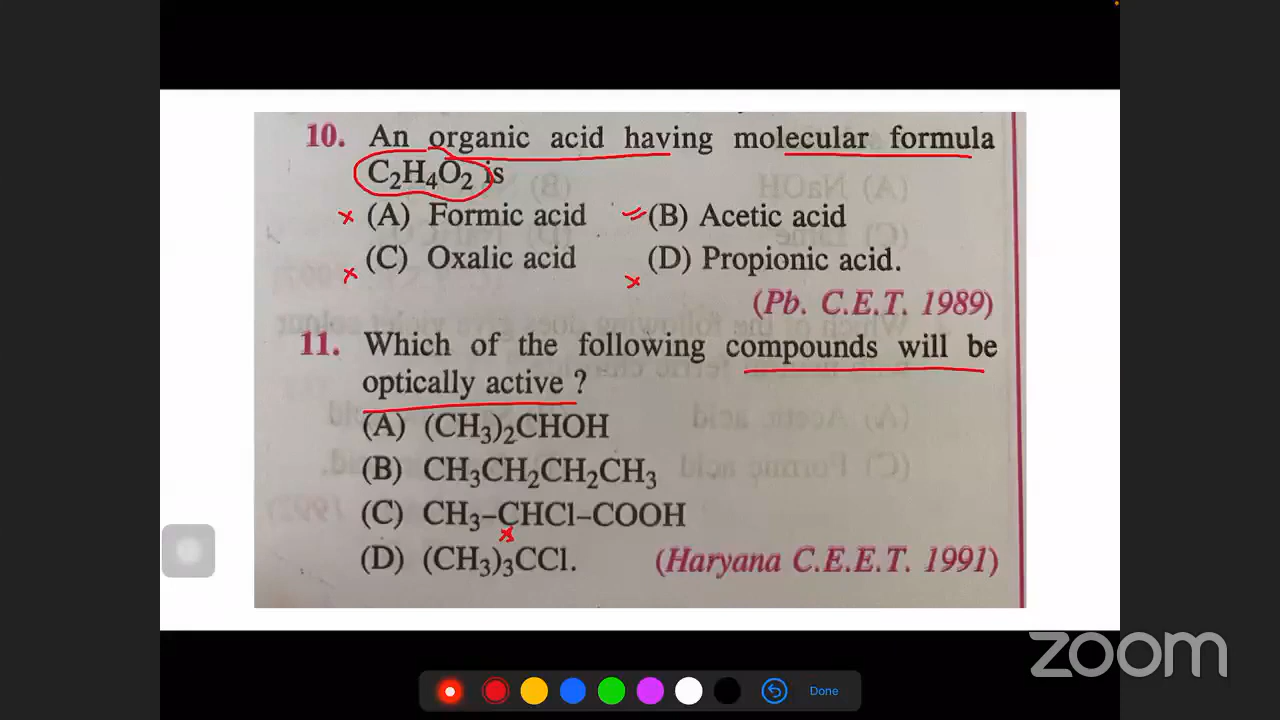 10. An organic acid having molecular formula
C₂H₄O₂ is
(A) Formic acid (B) Acetic acid
(C) Oxalic acid (D) Propionic acid.
(Pb. C.E.T. 1989)
11. Which of the following compounds will be
optically active ?
(A) (CH₃)₂CHOH
(B) CH₃CH₂CH₂CH₃
(C) CH₃–CHCl–COOH
(D) (CH₃)₃CCl. (Haryana C.E.E.T. 1991)
zoom
Done